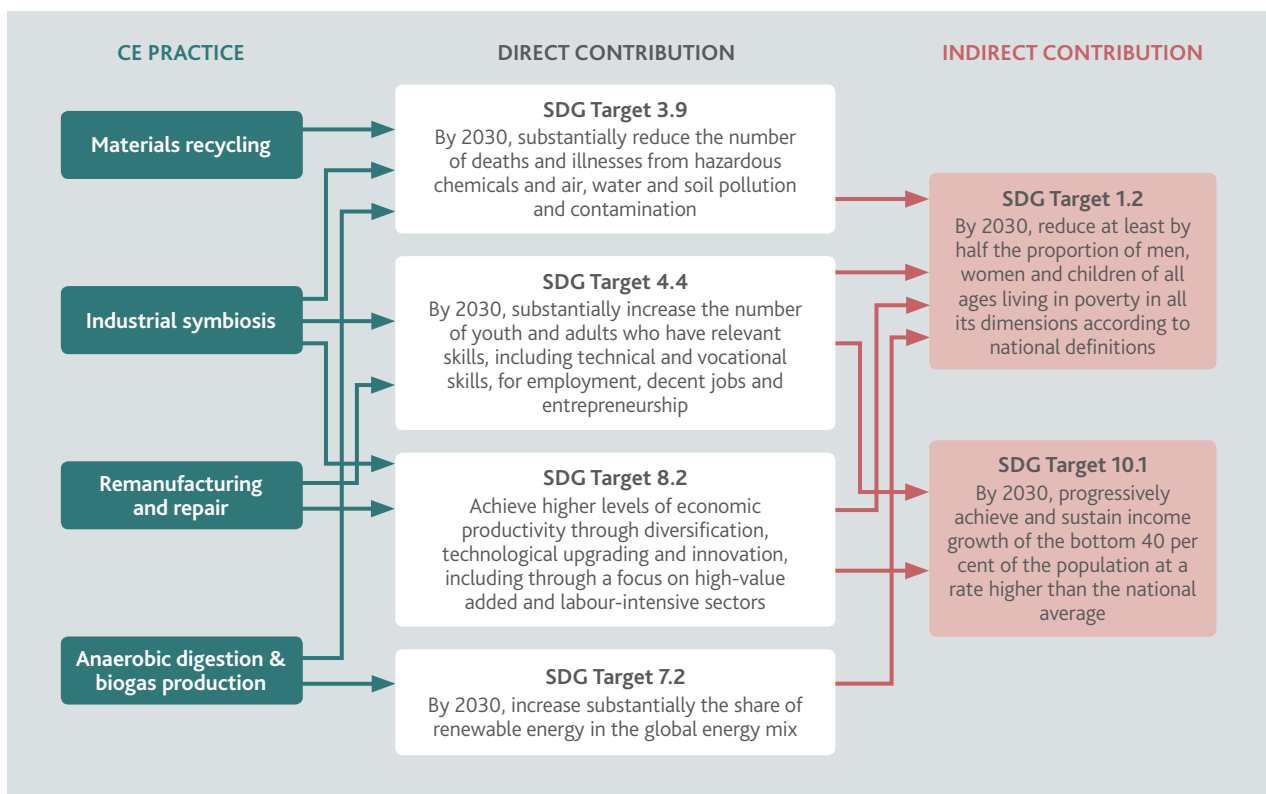 CE PRACTICE
DIRECT CONTRIBUTION
INDIRECT CONTRIBUTION
Materials recycling
Industrial symbiosis
Remanufacturing
and repair
Anaerobic digestion &
biogas production
SDG Target 3.9
By 2030, substantially reduce the number
of deaths and illnesses from hazardous
chemicals and air, water and soil pollution
and contamination
SDG Target 4.4
By 2030, substantially increase the number
of youth and adults who have relevant
skills, including technical and vocational
skills, for employment, decent jobs and
entrepreneurship
SDG Target 8.2
Achieve higher levels of economic
productivity through diversification,
technological upgrading and innovation,
including through a focus on high-value
added and labour-intensive sectors
SDG Target 7.2
By 2030, increase substantially the share of
renewable energy in the global energy mix
SDG Target 1.2
By 2030, reduce at least by
half the proportion of men,
women and children of all
ages living in poverty in all
its dimensions according to
national definitions
SDG Target 10.1
By 2030, progressively
achieve and sustain income
growth of the bottom 40 per
cent of the population at a
rate higher than the national
average